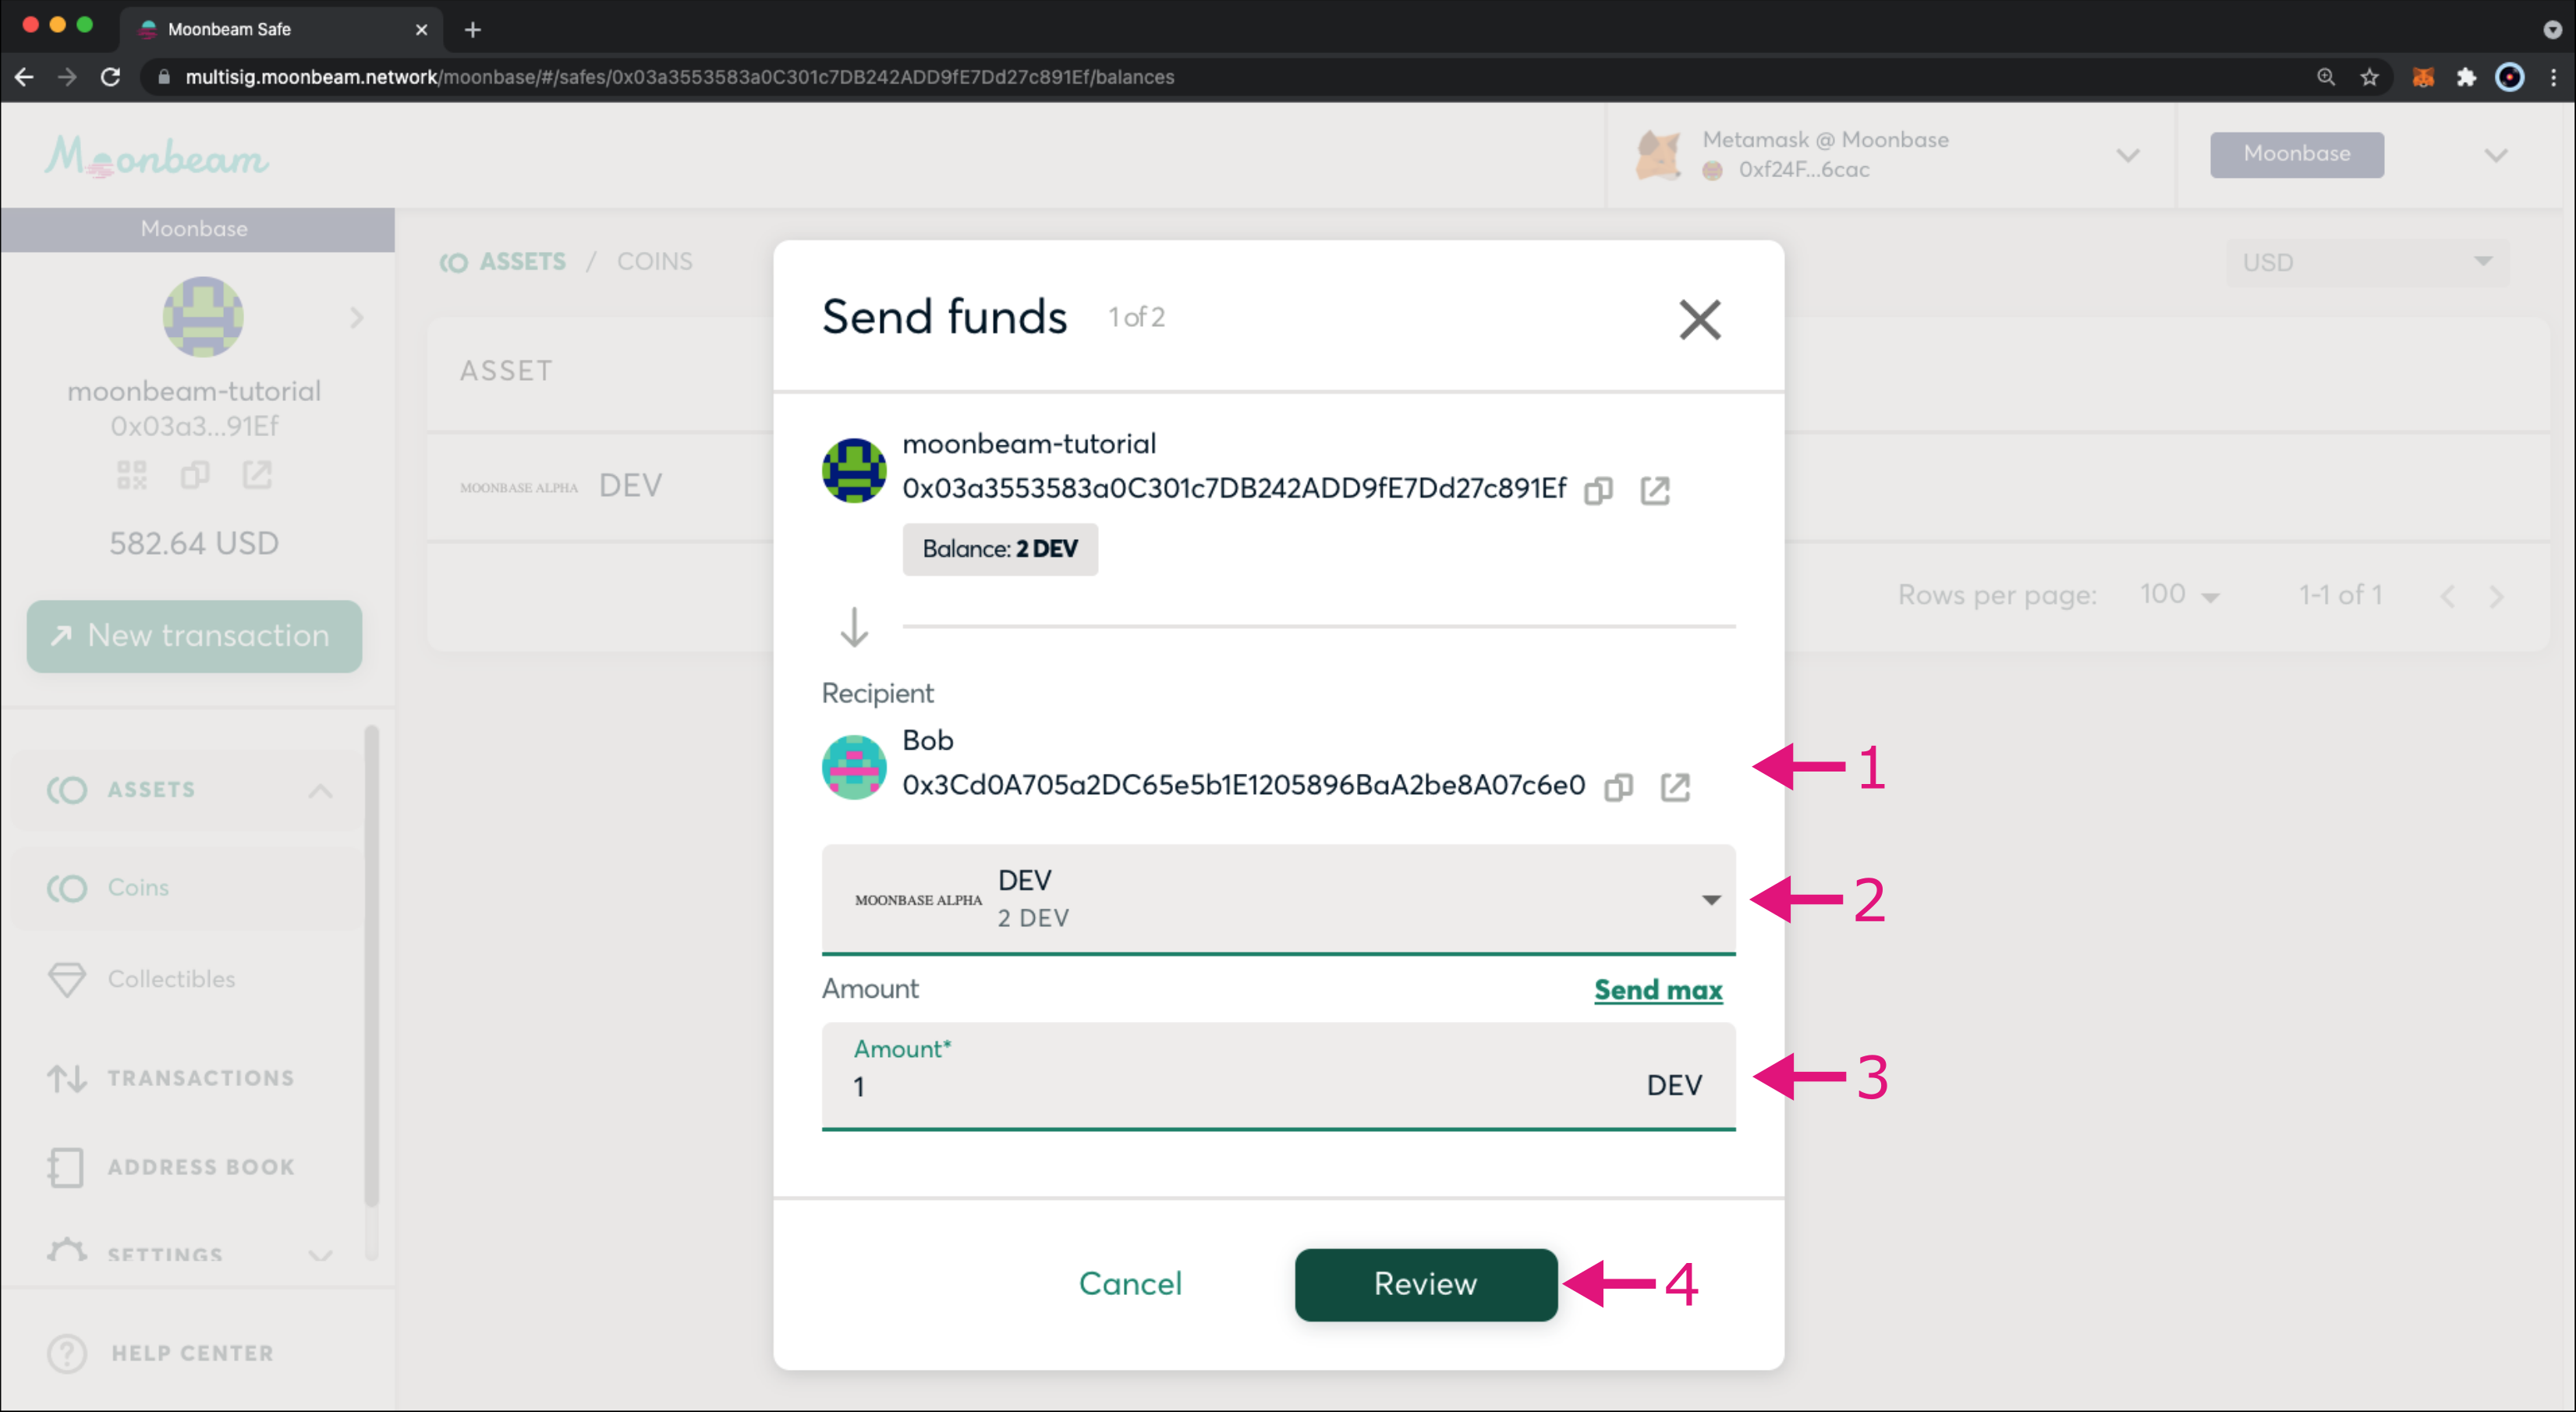 Moonbeam Safe
multisig.moonbeam.network/moonbase/#/safes/0x03a3553583a0C301c7DB242ADD9fE7Dd27c891Ef/balances
Moonbeam
Metamask @ Moonbase
0xf24F...6cac
Moonbase
Moonbase
moonbeam-tutorial
0x03a3...91Ef
582.64 USD
New transaction
ASSETS
Coins
Collectibles
TRANSACTIONS
ADDRESS BOOK
SETTINGS
HELP CENTER
ASSETS / COINS
USD
ASSET
MOONBASE ALPHA DEV
Rows per page: 100 1-1 of 1
Send funds 1 of 2
moonbeam-tutorial
0x03a3553583a0C301c7DB242ADD9fE7Dd27c891Ef
Balance: 2 DEV
Recipient
Bob
0x3Cd0A705a2DC65e5b1E1205896BaA2be8A07c6e0
1
DEV
MOONBASE ALPHA
2 DEV
2
Amount Send max
Amount*
1 DEV
3
Cancel Review
4